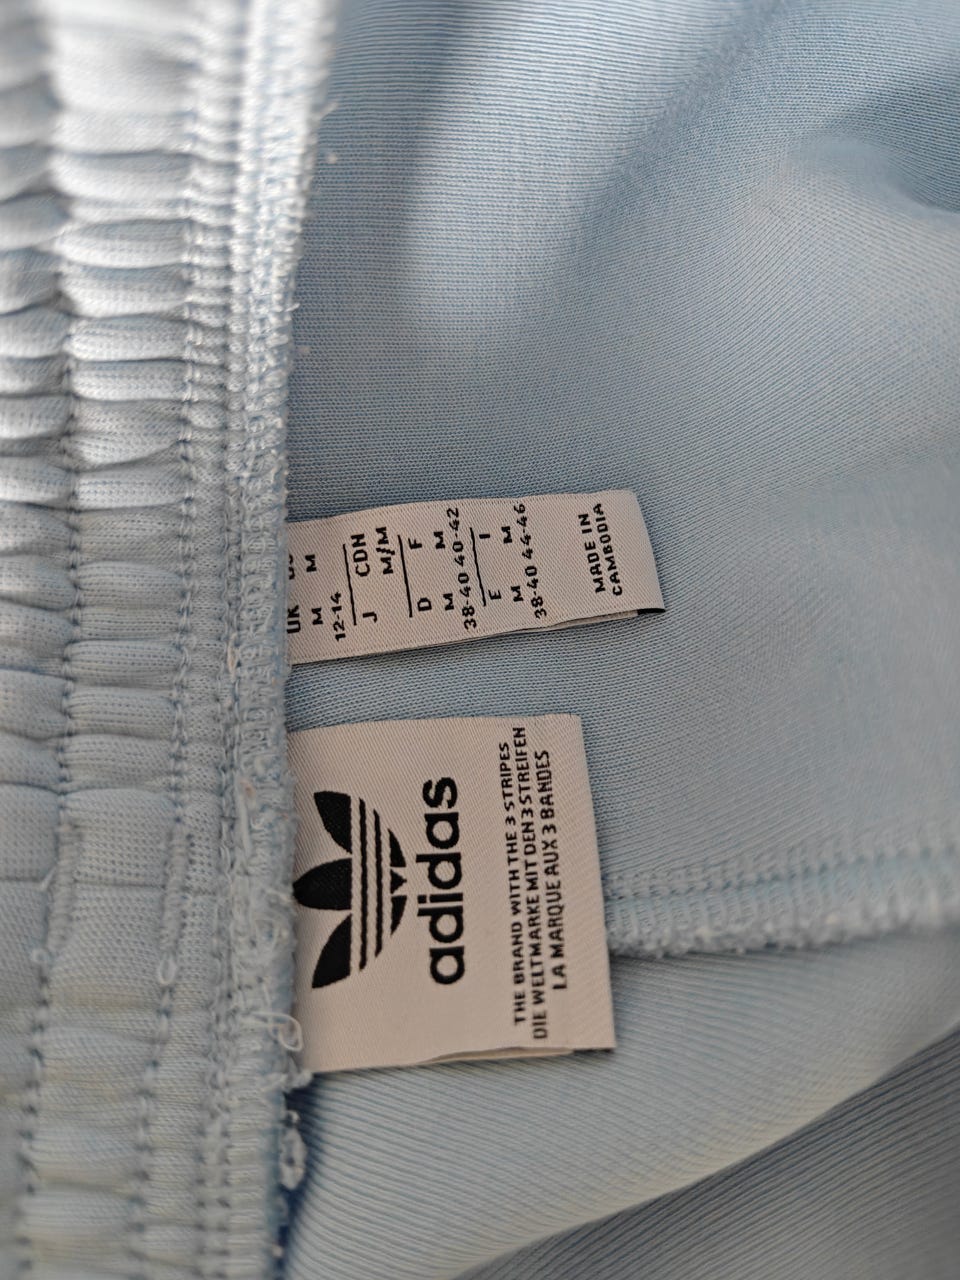 UK
M M
12-14
J CDN
M/M
D F
M M
38-40 40-42
E I
M M
38-40 44-46
MADE IN
CAMBODIA
adidas
THE BRAND WITH THE 3 STRIPES
DIE WELTMARKE MIT DEN 3 STREIFEN
LA MARQUE AUX 3 BANDES